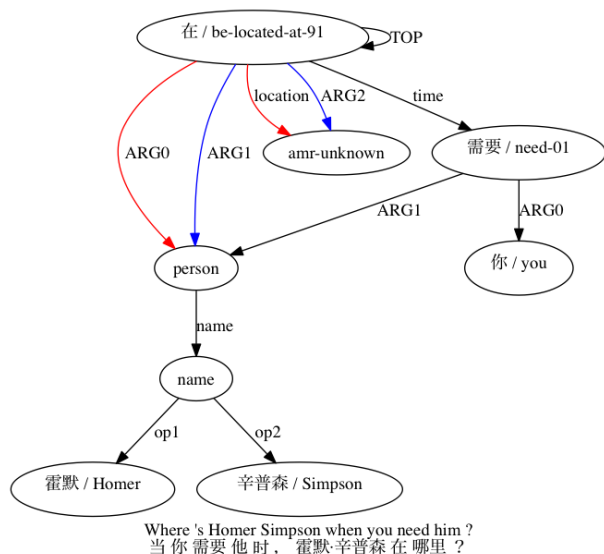 在 / be-located-at-91
TOP
location
ARG2
time
ARG0
ARG1
amr-unknown
需要 / need-01
ARG1
ARG0
person
你 / you
name
name
op1
op2
霍默 / Homer
辛普森 / Simpson
Where 's Homer Simpson when you need him ?
当 你 需要 他 时 ， 霍默·辛普森 在 哪里 ？